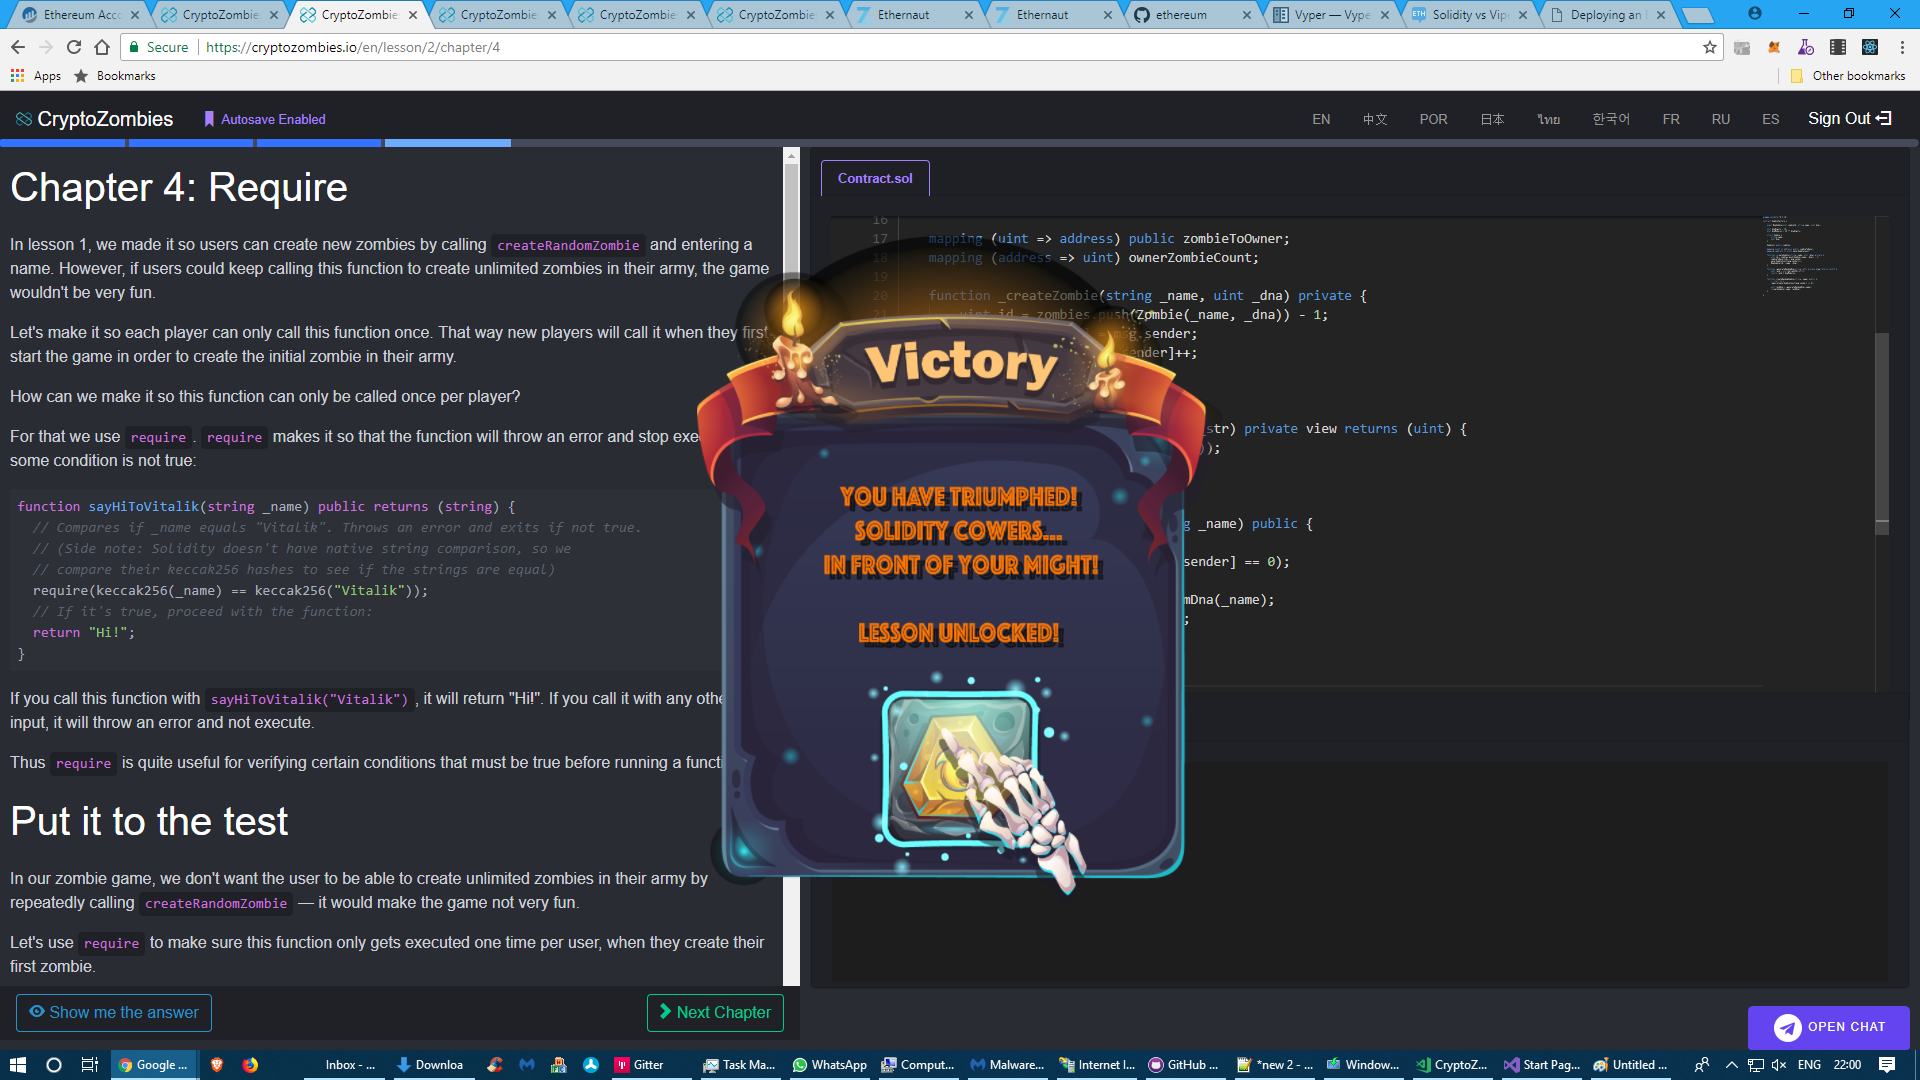 Ethereum Acco
CryptoZombie
CryptoZombie
CryptoZombie
CryptoZombie
CryptoZombie
Ethernaut
Ethernaut
ethereum
Vyper — Vype
Solidity vs Vip
Deploying an
Secure
https://cryptozombies.io/en/lesson/2/chapter/4
Apps
Bookmarks
Other bookmarks
CryptoZombies
Autosave Enabled
EN
中文
POR
日本
ไทย
한국어
FR
RU
ES
Sign Out
Chapter 4: Require
In lesson 1, we made it so users can create new zombies by calling createRandomZombie and entering a
name. However, if users could keep calling this function to create unlimited zombies in their army, the game
wouldn't be very fun.
Let's make it so each player can only call this function once. That way new players will call it when they first
start the game in order to create the initial zombie in their army.
How can we make it so this function can only be called once per player?
For that we use require. require makes it so that the function will throw an error and stop exe
some condition is not true:
function sayHiToVitalik(string _name) public returns (string) {
// Compares if _name equals "Vitalik". Throws an error and exits if not true.
// (Side note: Solidity doesn't have native string comparison, so we
// compare their keccak256 hashes to see if the strings are equal)
require(keccak256(_name) == keccak256("Vitalik"));
// If it's true, proceed with the function:
return "Hi!";
}
If you call this function with sayHiToVitalik("Vitalik") , it will return "Hi!". If you call it with any othe
input, it will throw an error and not execute.
Thus require is quite useful for verifying certain conditions that must be true before running a functi
Put it to the test
In our zombie game, we don't want the user to be able to create unlimited zombies in their army by
repeatedly calling createRandomZombie — it would make the game not very fun.
Let's use require to make sure this function only gets executed one time per user, when they create their
first zombie.
Show me the answer
Next Chapter
Contract.sol
16
17 mapping (uint => address) public zombieToOwner;
18 mapping (address => uint) ownerZombieCount;
19
20 function _createZombie(string _name, uint _dna) private {
uint id = zombies.push(Zombie(_name, _dna)) - 1;
msg.sender;
ender]++;
str) private view returns (uint) {
);
g _name) public {
sender] == 0);
mDna(_name);
;
Victory
YOU HAVE TRIUMPHED!
SOLIDITY COWERS...
IN FRONT OF YOUR MIGHT!
LESSON UNLOCKED!
OPEN CHAT
Google ...
Inbox - ...
Downloa
Gitter
Task Ma...
WhatsApp
Comput...
Malware...
Internet I...
GitHub ...
*new 2 - ...
Window...
CryptoZ...
Start Pag...
Untitled ...
ENG
22:00